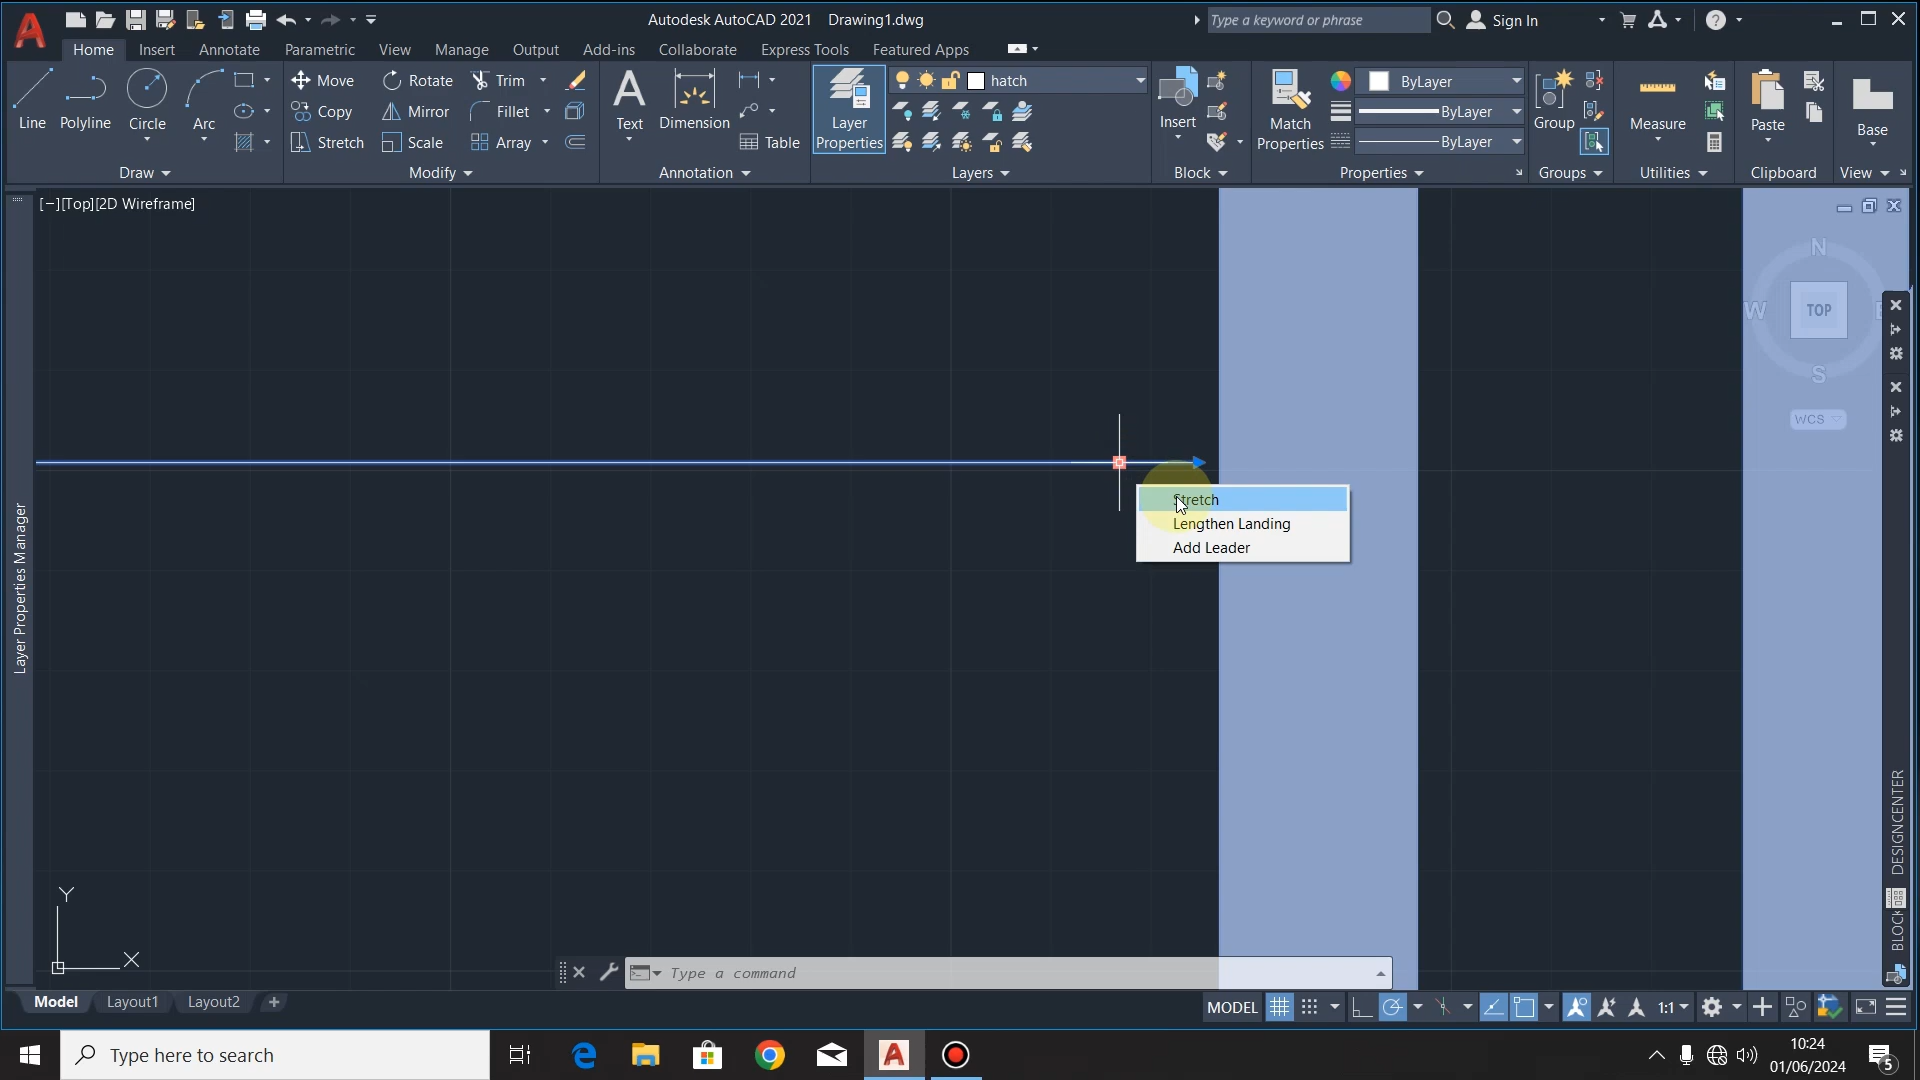 Autodesk AutoCAD 2021 Drawing1.dwg
Type a keyword or phrase
Sign In
Home Insert Annotate Parametric View Manage Output Add-ins Collaborate Express Tools Featured Apps
Line Polyline Circle Arc
Move Rotate Trim
Copy Mirror Fillet
Stretch Scale Array
Text Dimension Table
Layer Properties
hatch
Insert
Match Properties
ByLayer
ByLayer
ByLayer
Group
Measure
Paste
Base
Draw Modify Annotation Layers Block Properties Groups Utilities Clipboard View
[−][Top][2D Wireframe]
N
W TOP E
S
WCS
Stretch
Lengthen Landing
Add Leader
Layer Properties Manager
DESIGNCENTER
Y
X
Type a command
Model Layout1 Layout2 +
MODEL 1:1
Type here to search
10:24
01/06/2024
5